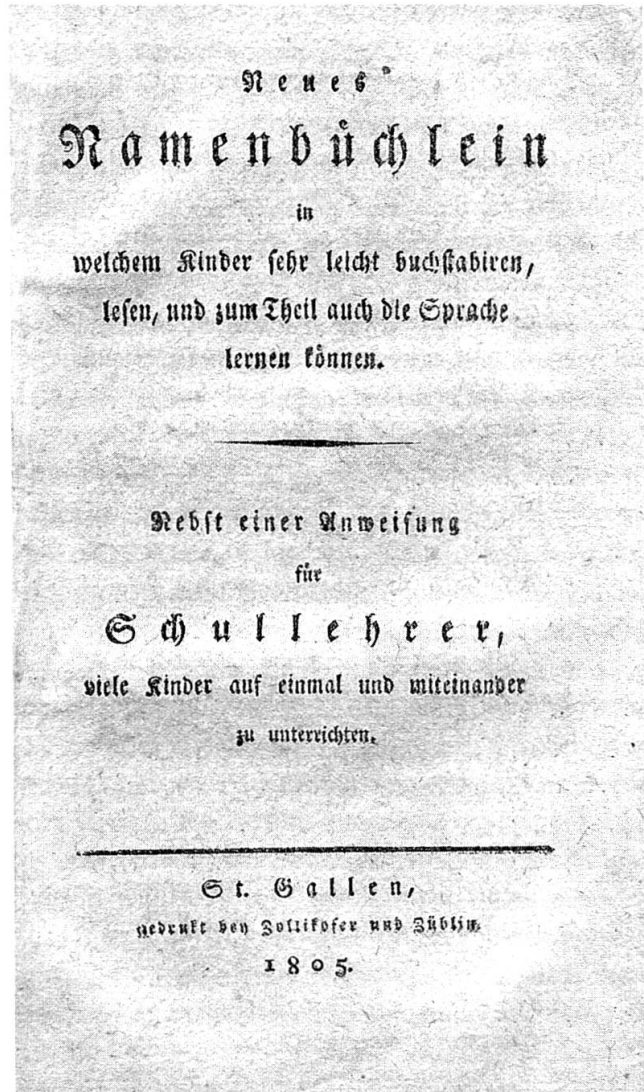 Neues
Namenbüchlein
in
welchem Kinder sehr leicht buchstabiren,
lesen, und zum Theil auch die Sprache
lernen können.
Nebst einer Anweisung
für
Schullehrer,
viele Kinder auf einmal und miteinander
zu unterrichten.
St. Gallen,
gedrukt bey Zollikofer und Züblin.
1805.